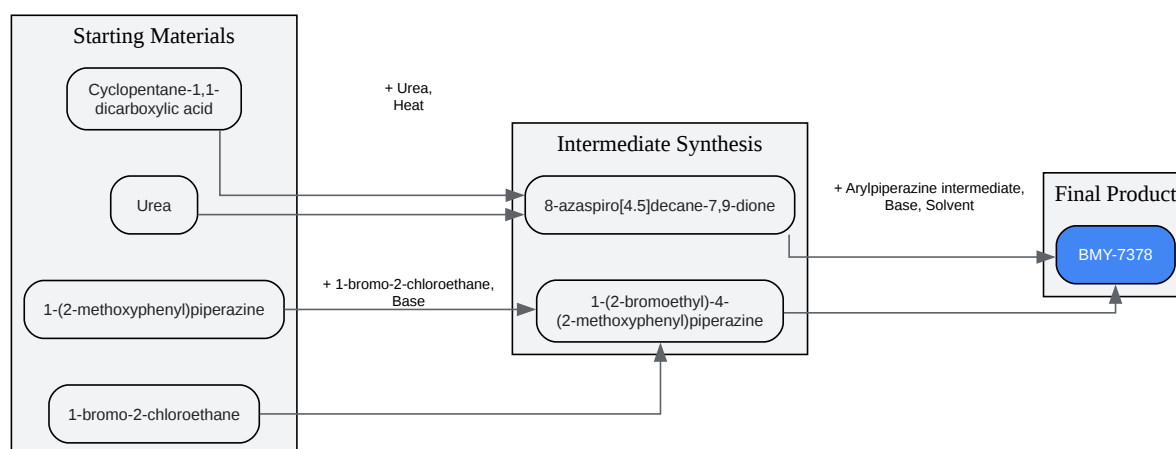 Starting Materials
Cyclopentane-1,1-
dicarboxylic acid
Urea
1-(2-methoxyphenyl)piperazine
1-bromo-2-chloroethane
+ Urea,
Heat
+ 1-bromo-2-chloroethane,
Base
Intermediate Synthesis
8-azaspiro[4.5]decane-7,9-dione
1-(2-bromoethyl)-4-
(2-methoxyphenyl)piperazine
+ Arylpiperazine intermediate,
Base, Solvent
Final Product
BMY-7378